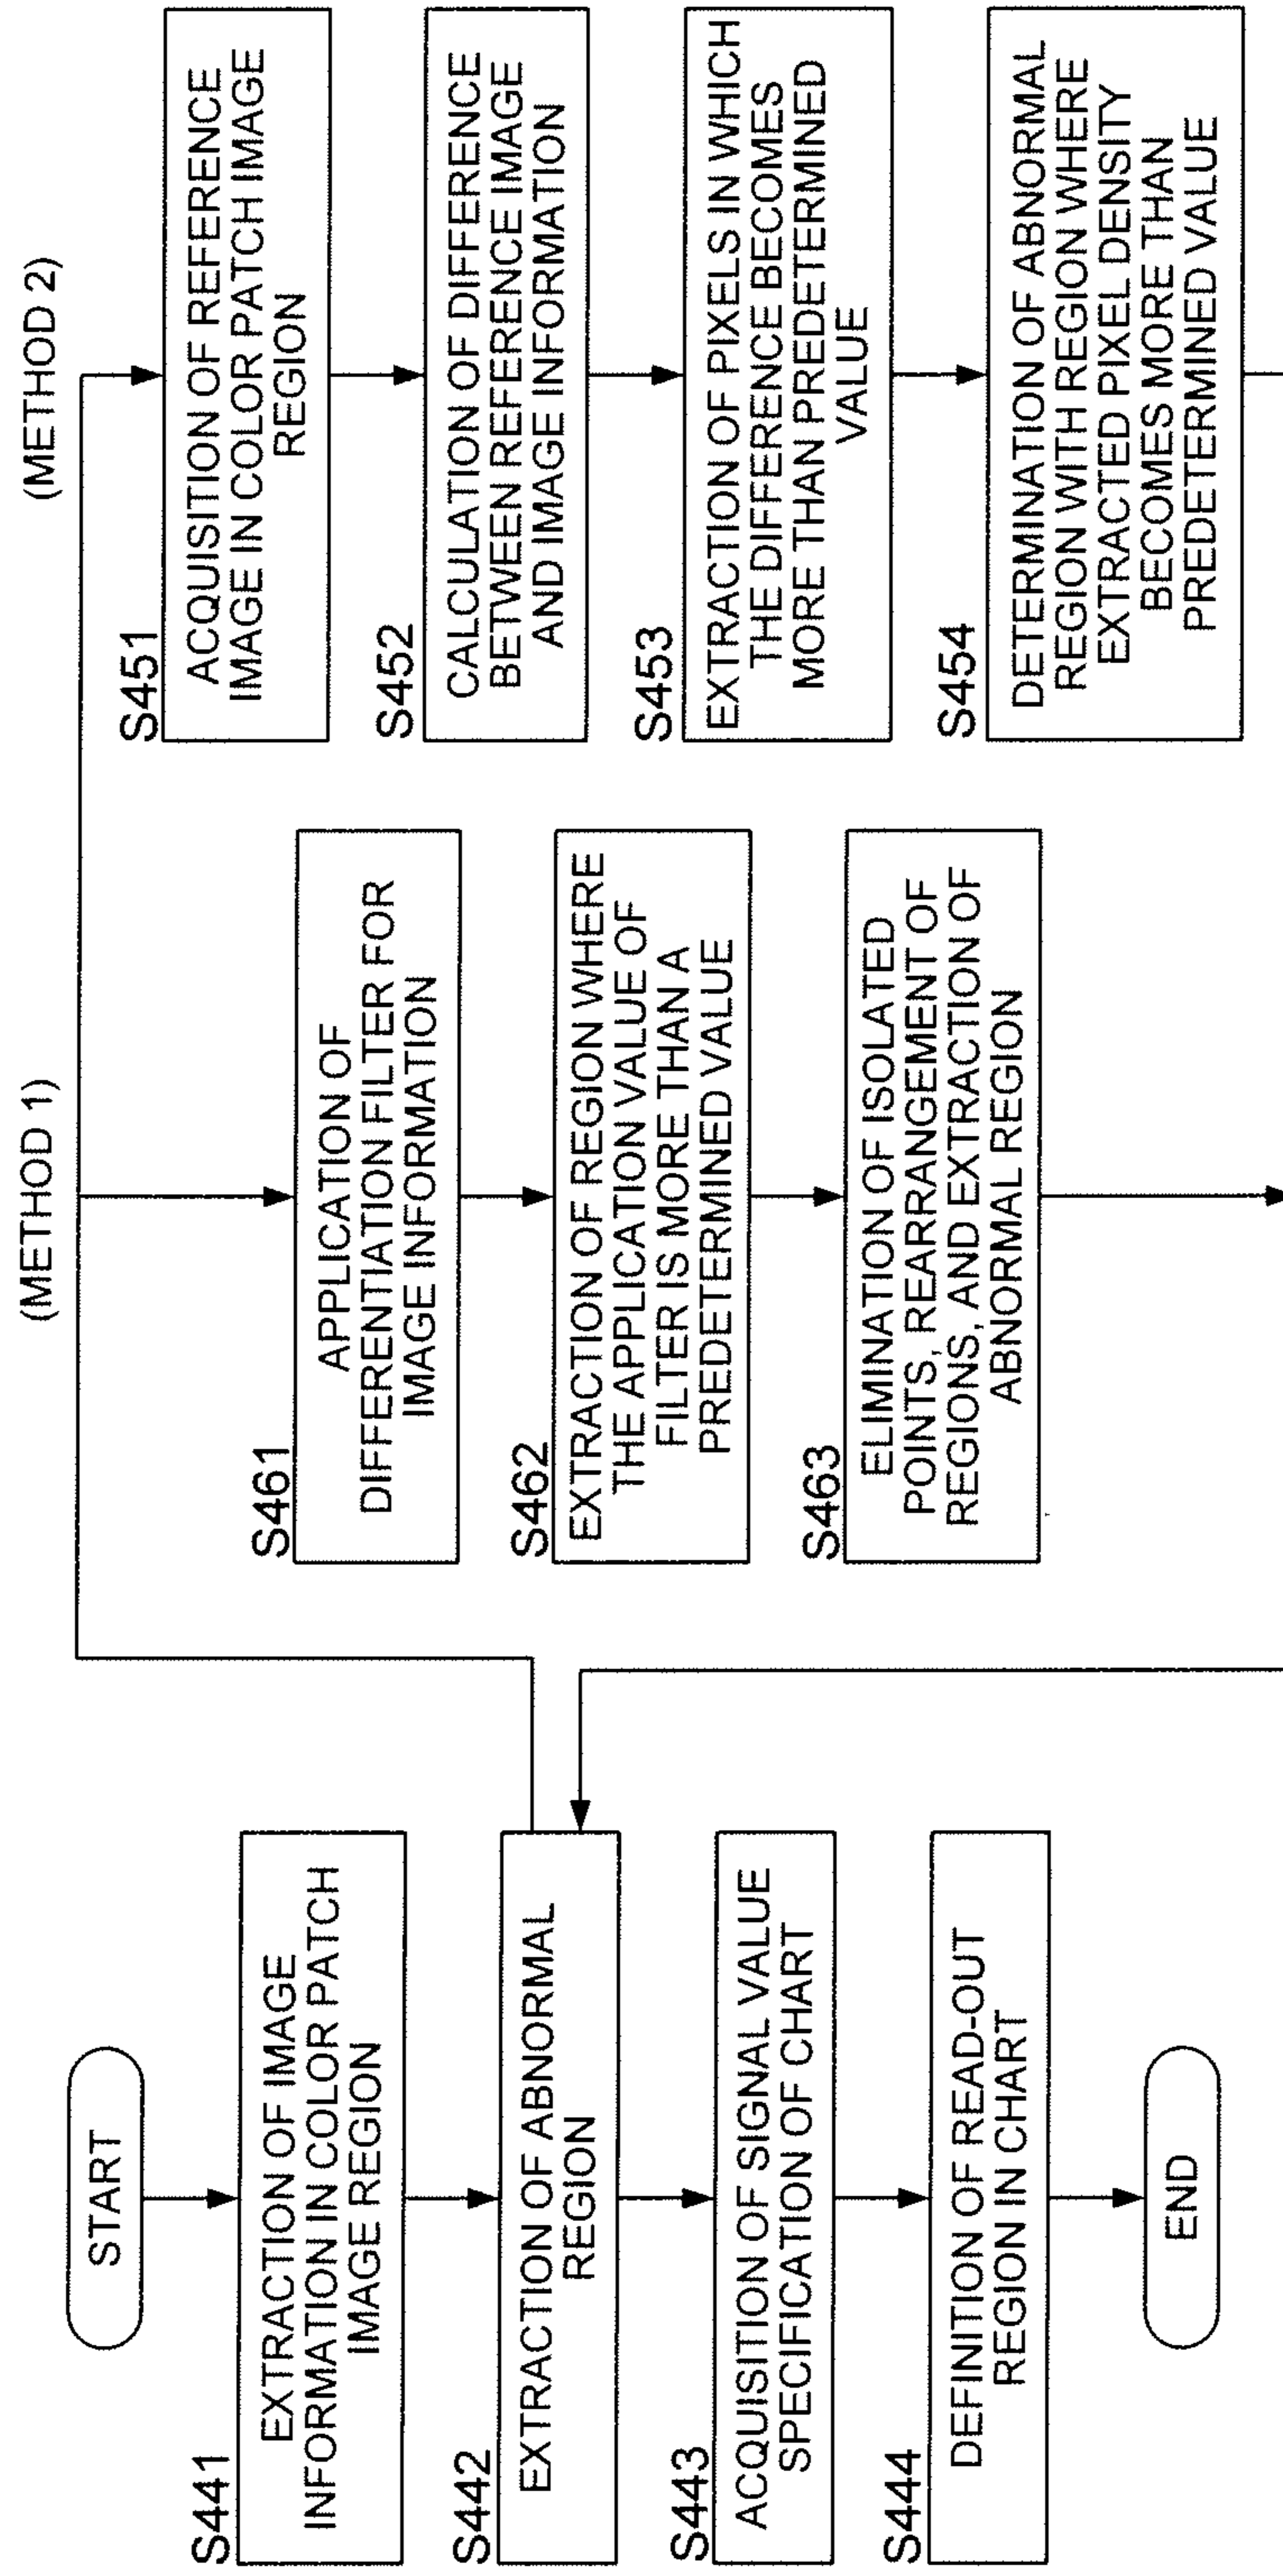 START
S441
EXTRACTION OF IMAGE
INFORMATION IN COLOR PATCH
IMAGE REGION
S442
EXTRACTION OF ABNORMAL
REGION
S443
ACQUISITION OF SIGNAL VALUE
SPECIFICATION OF CHART
S444
DEFINITION OF READ-OUT
REGION IN CHART
END
(METHOD 1)
S461
APPLICATION OF
DIFFERENTIATION FILTER FOR
IMAGE INFORMATION
S462
EXTRACTION OF REGION WHERE
THE APPLICATION VALUE OF
FILTER IS MORE THAN A
PREDETERMINED VALUE
S463
ELIMINATION OF ISOLATED
POINTS, REARRANGEMENT OF
REGIONS, AND EXTRACTION OF
ABNORMAL REGION
(METHOD 2)
S451
ACQUISITION OF REFERENCE
IMAGE IN COLOR PATCH IMAGE
REGION
S452
CALCULATION OF DIFFERENCE
BETWEEN REFERENCE IMAGE
AND IMAGE INFORMATION
S453
EXTRACTION OF PIXELS IN WHICH
THE DIFFERENCE BECOMES
MORE THAN PREDETERMINED
VALUE
S454
DETERMINATION OF ABNORMAL
REGION WITH REGION WHERE
EXTRACTED PIXEL DENSITY
BECOMES MORE THAN
PREDETERMINED VALUE